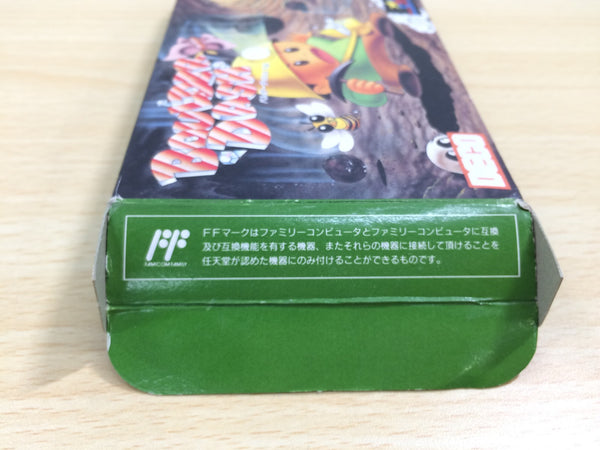 BOULDER DASH
DECO
FF
FAMICOM FAMILY
FFマークはファミリーコンピュータとファミリーコンピュータに互換
及び互換機能を有する機器、またそれらの機器に接続して頂けることを
任天堂が認めた機器にのみ付けることができるものです。